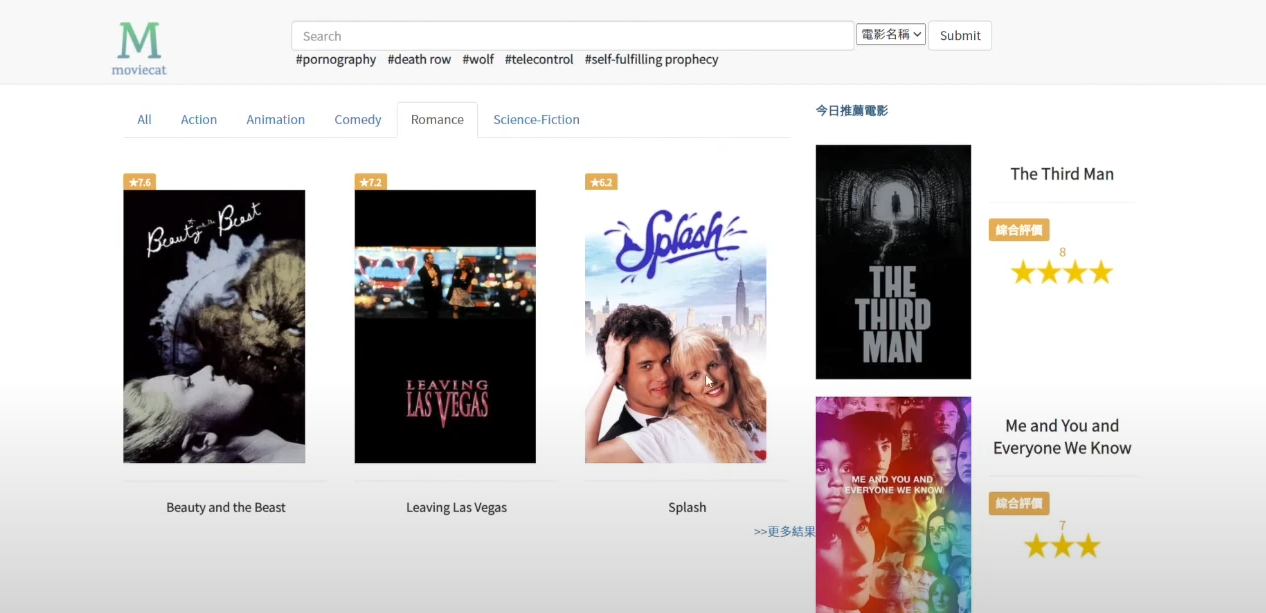 M
moviecat
Search
電影名稱
Submit
#pornography #death row #wolf #telecontrol #self-fulfilling prophecy
All
Action
Animation
Comedy
Romance
Science-Fiction
★7.6
Beauty and the Beast
Beauty and the Beast
★7.2
LEAVING
LAS VEGAS
Leaving Las Vegas
★6.2
Splash
Splash
>>更多結果
今日推薦電影
THE
THIRD
MAN
The Third Man
綜合評價
8
★★★★
ME AND YOU AND
EVERYONE WE KNOW
Me and You and
Everyone We Know
綜合評價
7
★★★